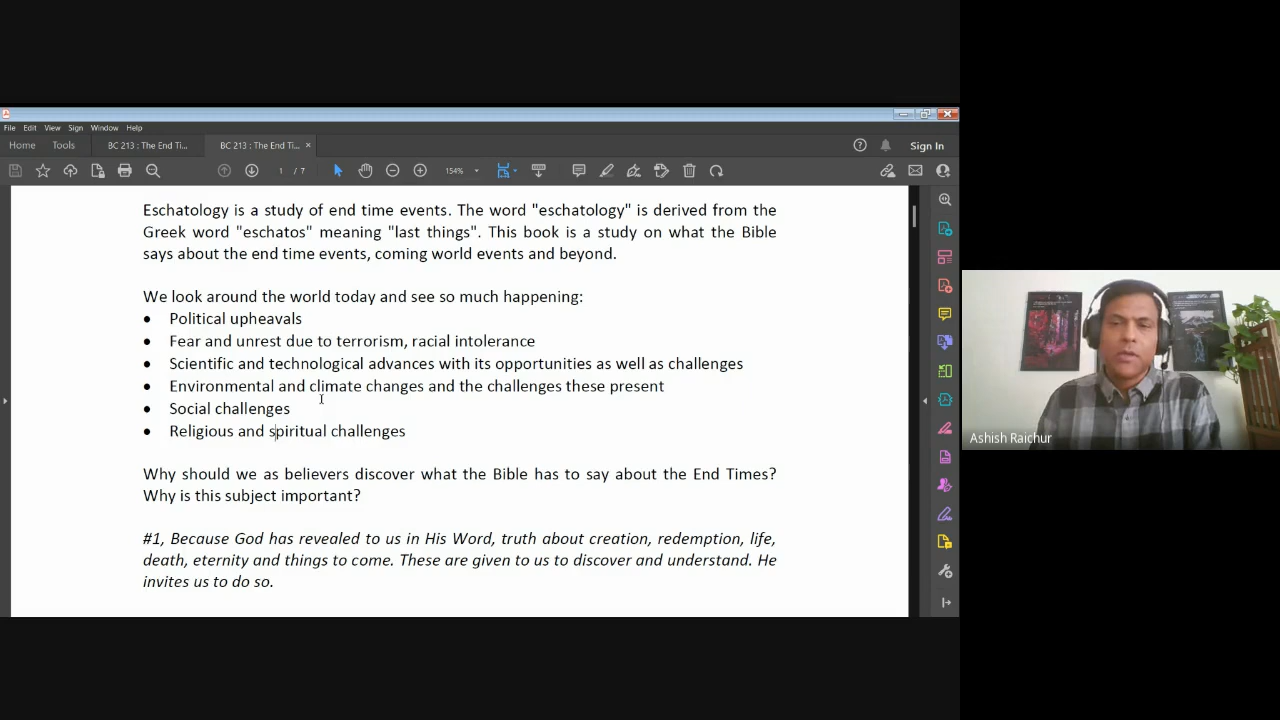 File Edit View Sign Window Help
Home Tools BC 213 : The End Ti... BC 213 : The End Ti... × Sign In
1 / 7 154%
Eschatology is a study of end time events. The word "eschatology" is derived from the
Greek word "eschatos" meaning "last things". This book is a study on what the Bible
says about the end time events, coming world events and beyond.
We look around the world today and see so much happening:
• Political upheavals
• Fear and unrest due to terrorism, racial intolerance
• Scientific and technological advances with its opportunities as well as challenges
• Environmental and climate changes and the challenges these present
• Social challenges
• Religious and spiritual challenges
Why should we as believers discover what the Bible has to say about the End Times?
Why is this subject important?
#1, Because God has revealed to us in His Word, truth about creation, redemption, life,
death, eternity and things to come. These are given to us to discover and understand. He
invites us to do so.
Ashish Raichur